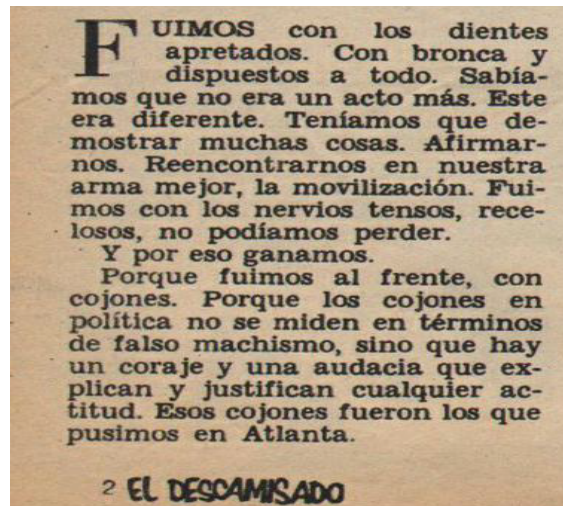 FUIMOS con los dientes
apretados. Con bronca y
dispuestos a todo. Sabía-
mos que no era un acto más. Este
era diferente. Teníamos que de-
mostrar muchas cosas. Afirmar-
nos. Reencontrarnos en nuestra
arma mejor, la movilización. Fui-
mos con los nervios tensos, rece-
losos, no podíamos perder.
Y por eso ganamos.
Porque fuimos al frente, con
cojones. Porque los cojones en
política no se miden en términos
de falso machismo, sino que hay
un coraje y una audacia que ex-
plican y justifican cualquier ac-
titud. Esos cojones fueron los que
pusimos en Atlanta.
2 EL DESCAMISADO